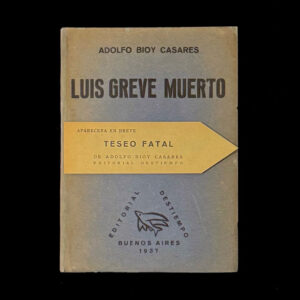 ADOLFO BIOY CASARES
LUIS GREVE MUERTO
APARECERA EN BREVE
TESEO FATAL
DE ADOLFO BIOY CASARES
EDITORIAL DESTIEMPO
EDITORIAL DESTIEMPO
BUENOS AIRES
1937